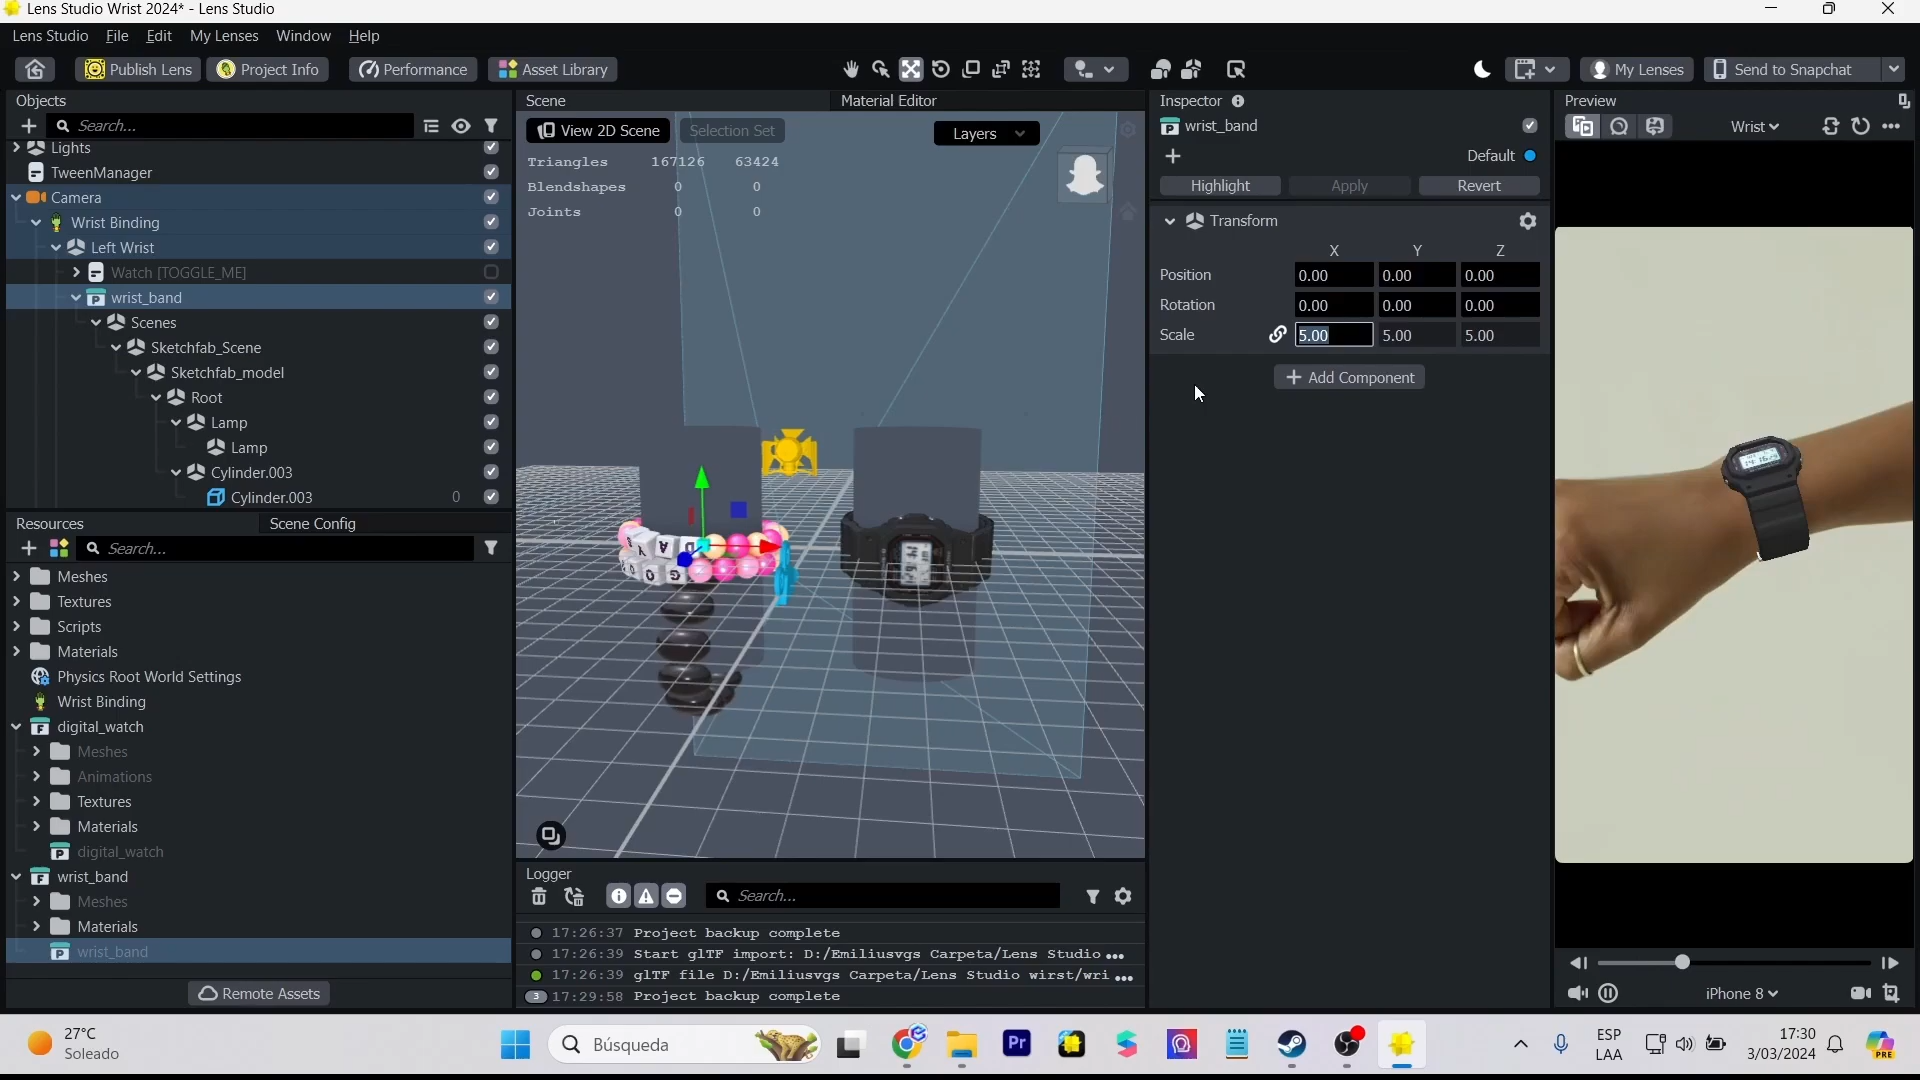 Lens Studio Wrist 2024* - Lens Studio
Lens Studio File Edit My Lenses Window Help
Publish Lens Project Info Performance Asset Library My Lenses Send to Snapchat
Objects
Search...
Lights
TweenManager
Camera
Wrist Binding
Left Wrist
Watch [TOGGLE_ME]
wrist_band
Scenes
Sketchfab_Scene
Sketchfab_model
Root
Lamp
Lamp
Cylinder.003
Cylinder.003 0
Resources Scene Config
Search...
Meshes
Textures
Scripts
Materials
Physics Root World Settings
Wrist Binding
digital_watch
Meshes
Animations
Textures
Materials
digital_watch
wrist_band
Meshes
Materials
wrist_band
Remote Assets
Scene Material Editor
View 2D Scene Selection Set Layers
Triangles 167126 63424
Blendshapes 0 0
Joints 0 0
Logger
Search...
17:26:37 Project backup complete
17:26:39 Start glTF import: D:/Emiliusvgs Carpeta/Lens Studio •••
17:26:39 glTF file D:/Emiliusvgs Carpeta/Lens Studio wirst/wri •••
3 17:29:58 Project backup complete
Inspector
wrist_band
Default
Highlight Apply Revert
Transform
X Y Z
Position 0.00 0.00 0.00
Rotation 0.00 0.00 0.00
Scale 5.00 5.00 5.00
Add Component
Preview
Wrist
iPhone 8
27°C
Soleado
Búsqueda
Pr
ESP
LAA
17:30
3/03/2024
PRE